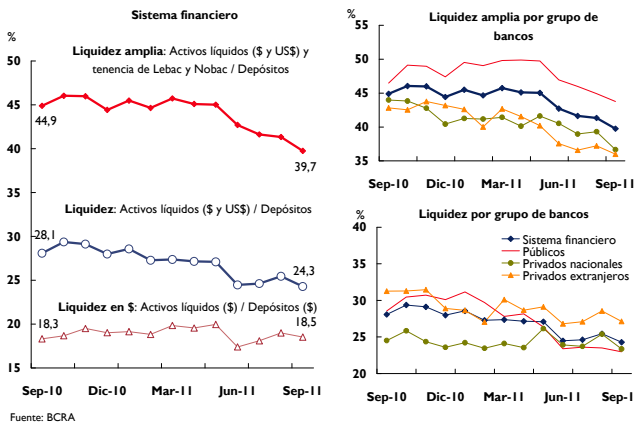 Sistema financiero
%
Liquidez amplia: Activos líquidos ($ y US$) y
tenencia de Lebac y Nobac / Depósitos
50
45
40
35
30
25
20
15
44,9
39,7
Liquidez: Activos líquidos ($ y US$) / Depósitos
28,1
24,3
Liquidez en $: Activos líquidos ($) / Depósitos ($)
18,3
18,5
Sep-10 Dic-10 Mar-11 Jun-11 Sep-11
Fuente: BCRA
Liquidez amplia por grupo de
bancos
%
65
60
55
50
45
40
35
Sep-10 Dic-10 Mar-11 Jun-11 Sep-11
Liquidez por grupo de bancos
%
Sistema financiero
Públicos
Privados nacionales
Privados extranjeros
45
40
35
30
25
20
Sep-10 Dic-10 Mar-11 Jun-11 Sep-1